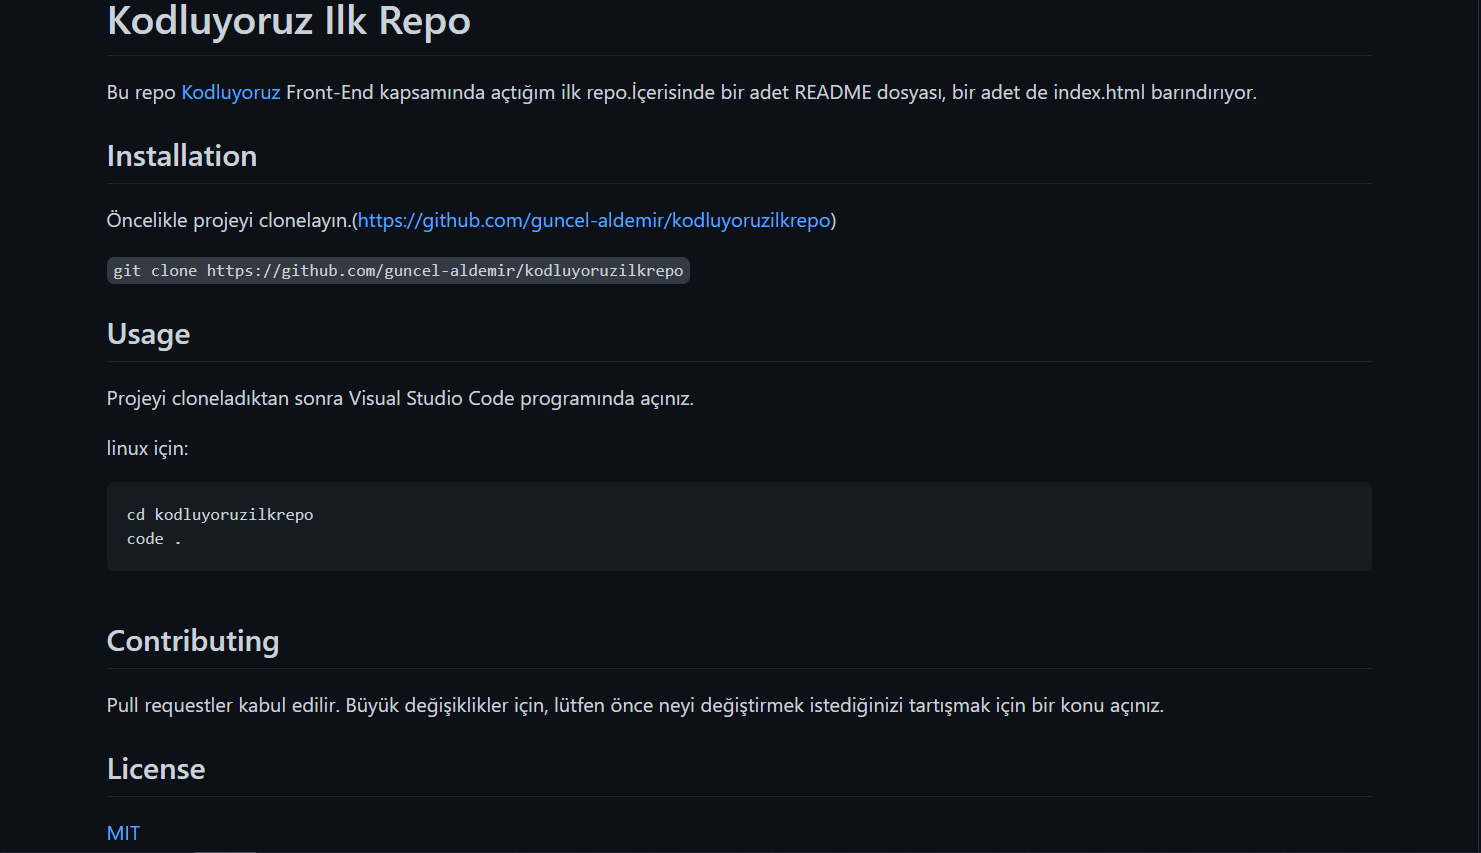 Kodluyoruz Ilk Repo
Bu repo Kodluyoruz Front-End kapsamında açtığım ilk repo.İçerisinde bir adet README dosyası, bir adet de index.html barındırıyor.
Installation
Öncelikle projeyi clonelayın.(https://github.com/guncel-aldemir/kodluyoruzilkrepo)
git clone https://github.com/guncel-aldemir/kodluyoruzilkrepo
Usage
Projeyi cloneladıktan sonra Visual Studio Code programında açınız.
linux için:
cd kodluyoruzilkrepo
code .
Contributing
Pull requestler kabul edilir. Büyük değişiklikler için, lütfen önce neyi değiştirmek istediğinizi tartışmak için bir konu açınız.
License
MIT